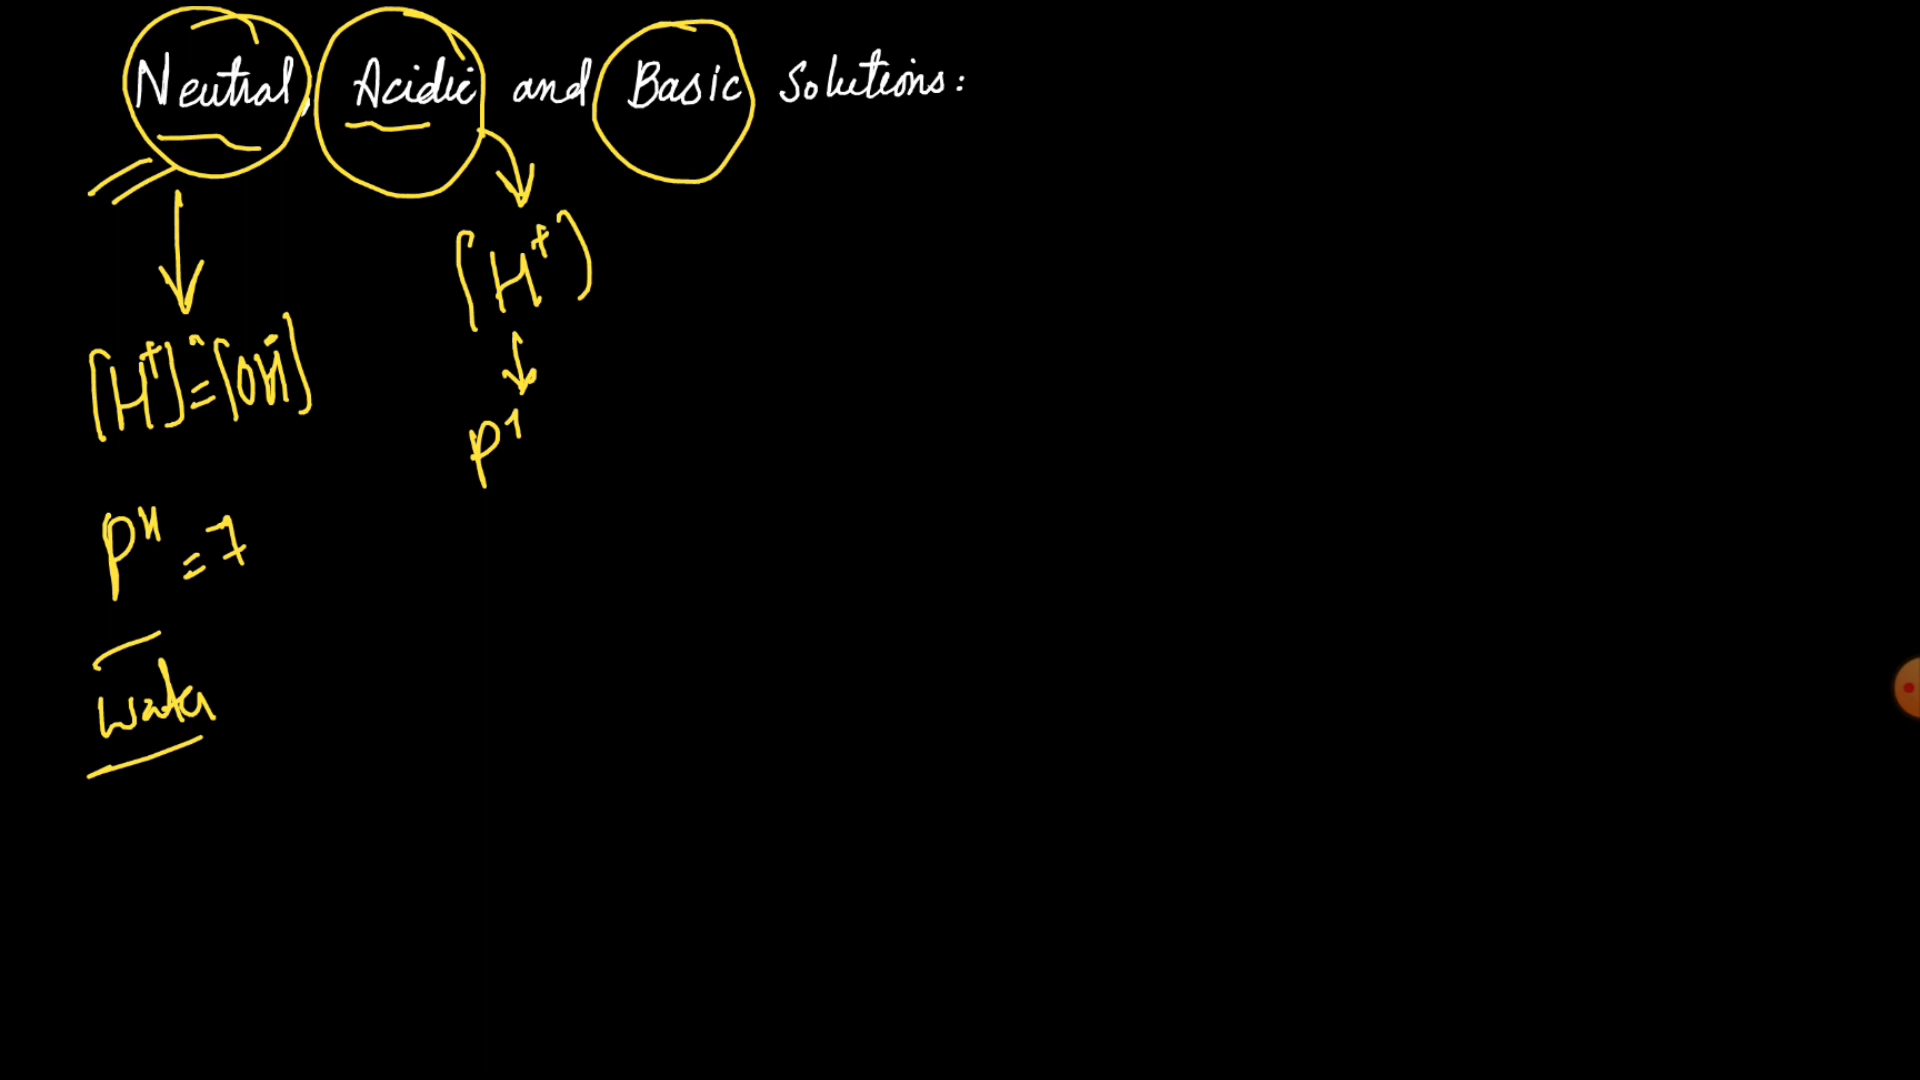 Neutral, Acidic and Basic Solutions:
[H⁺]
[H⁺] = [OH⁻]
P
Pᴴ = 7
Water